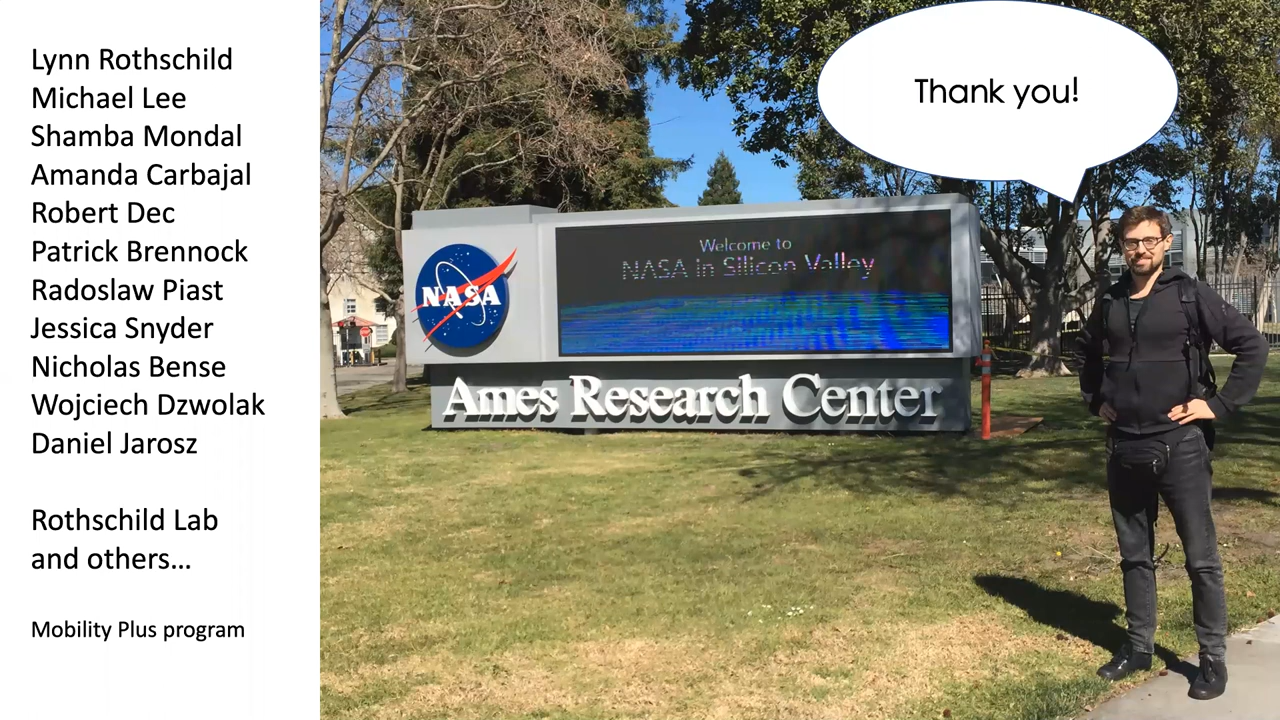 Lynn Rothschild
Michael Lee
Shamba Mondal
Amanda Carbajal
Robert Dec
Patrick Brennock
Radoslaw Piast
Jessica Snyder
Nicholas Bense
Wojciech Dzwolak
Daniel Jarosz
Rothschild Lab
and others…
Mobility Plus program
Thank you!
Welcome to
NASA in Silicon Valley
NASA
Ames Research Center